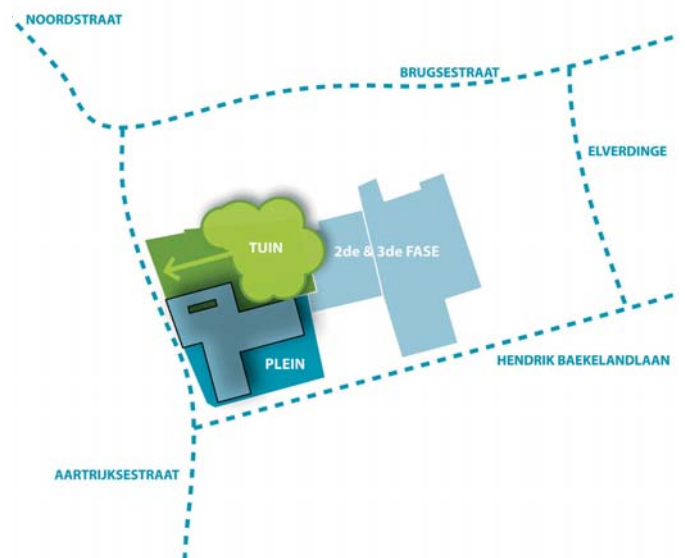 NOORDSTRAAT
BRUGSESTRAAT
ELVERDINGE
TUIN
2de & 3de FASE
PLEIN
HENDRIK BAEKELANDLAAN
AARTRIJKSESTRAAT